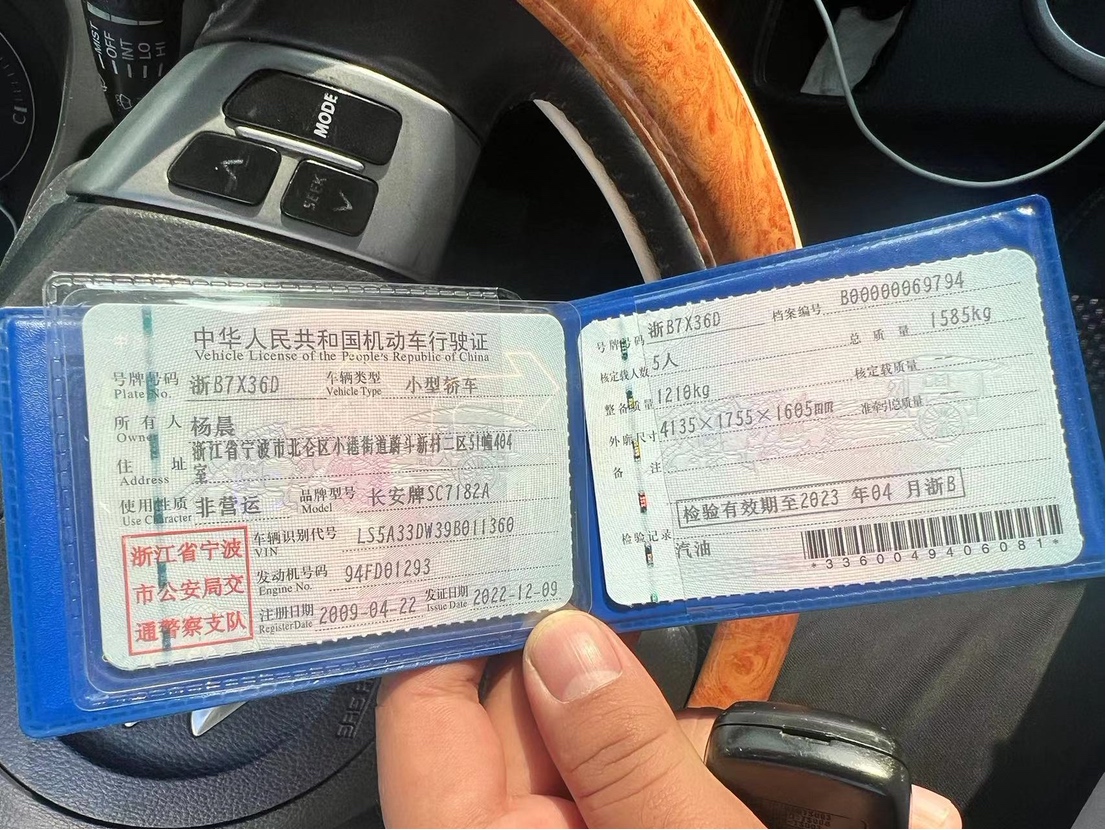 MIST
OFF
INT
LO
HI
MODE
SEEK
中华人民共和国机动车行驶证
Vehicle License of the People's Republic of China
号牌号码 浙B7X36D 车辆类型 小型轿车
Plate No. Vehicle Type
所有人 杨晨
Owner
住址 浙江省宁波市北仑区小港街道蔚斗新村二区51幢404室
Address
使用性质 非营运 品牌型号 长安牌SC7182A
Use Character Model
浙江省宁波
市公安局交
通警察支队
车辆识别代号 LS5A33DW39B011360
VIN
发动机号码 94FD01293
Engine No.
注册日期 2009-04-22 发证日期 2022-12-09
Register Date Issue Date
号牌号码 浙B7X36D 档案编号 B00000069794
核定载人数 5人 总质量 1585kg
整备质量 1210kg 核定载质量
外廓尺寸 4135×1755×1605mm 准牵引总质量
备注
检验有效期至2023年04月浙B
检验记录 汽油
*3360049406081*